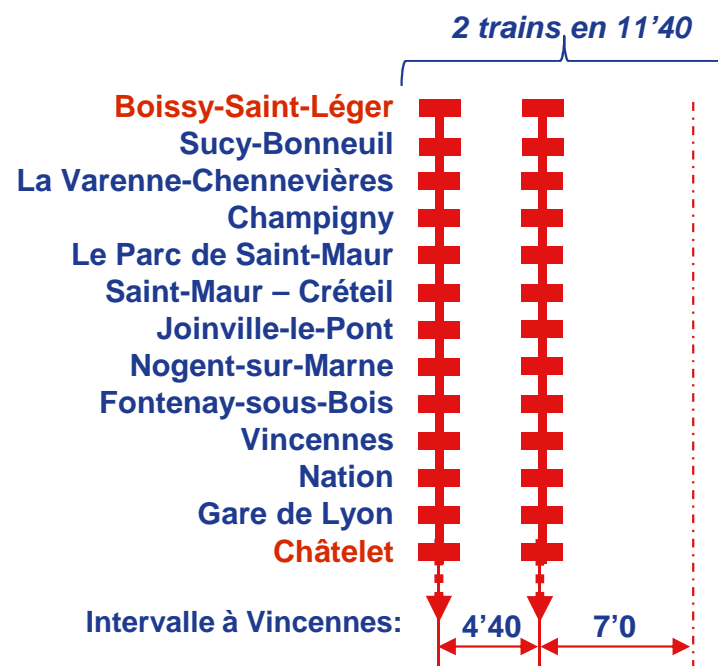 2 trains en 11’40
Boissy-Saint-Léger
Sucy-Bonneuil
La Varenne-Chennevières
Champigny
Le Parc de Saint-Maur
Saint-Maur – Créteil
Joinville-le-Pont
Nogent-sur-Marne
Fontenay-sous-Bois
Vincennes
Nation
Gare de Lyon
Châtelet
Intervalle à Vincennes: 4’40 7’0